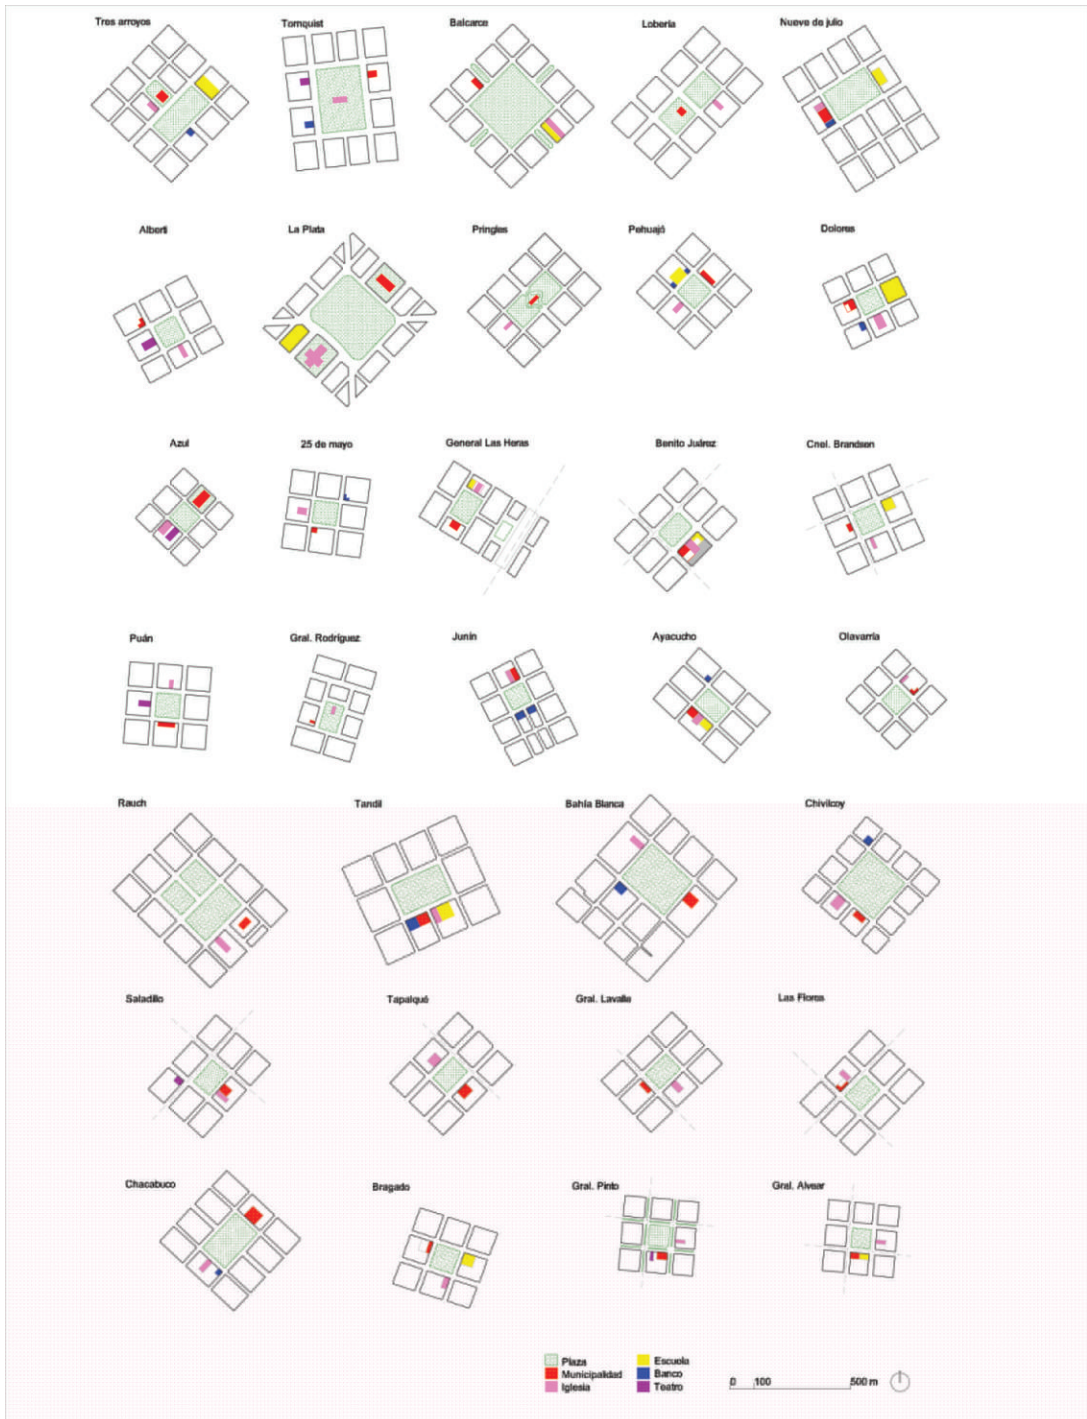 Tres arroyos
Tornquist
Balcarce
Lobería
Nueve de julio
Alberti
La Plata
Pringles
Pehuajó
Dolores
Azul
25 de mayo
General Las Heras
Benito Juárez
Cnel. Brandsen
Puán
Gral. Rodríguez
Junín
Ayacucho
Olavarría
Rauch
Tandil
Bahía Blanca
Chivilcoy
Saladillo
Tapalqué
Gral. Lavalle
Las Flores
Chacabuco
Bragado
Gral. Pinto
Gral. Alvear
Plaza
Municipalidad
Iglesia
Escuela
Banco
Teatro
0 100 500 m